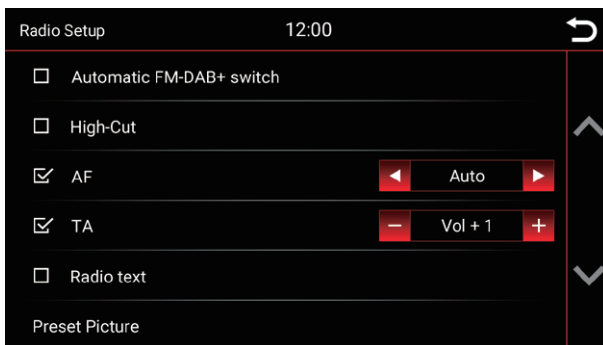 Radio Setup 12:00
Automatic FM-DAB+ switch
High-Cut
AF Auto
TA − Vol + 1 +
Radio text
Preset Picture